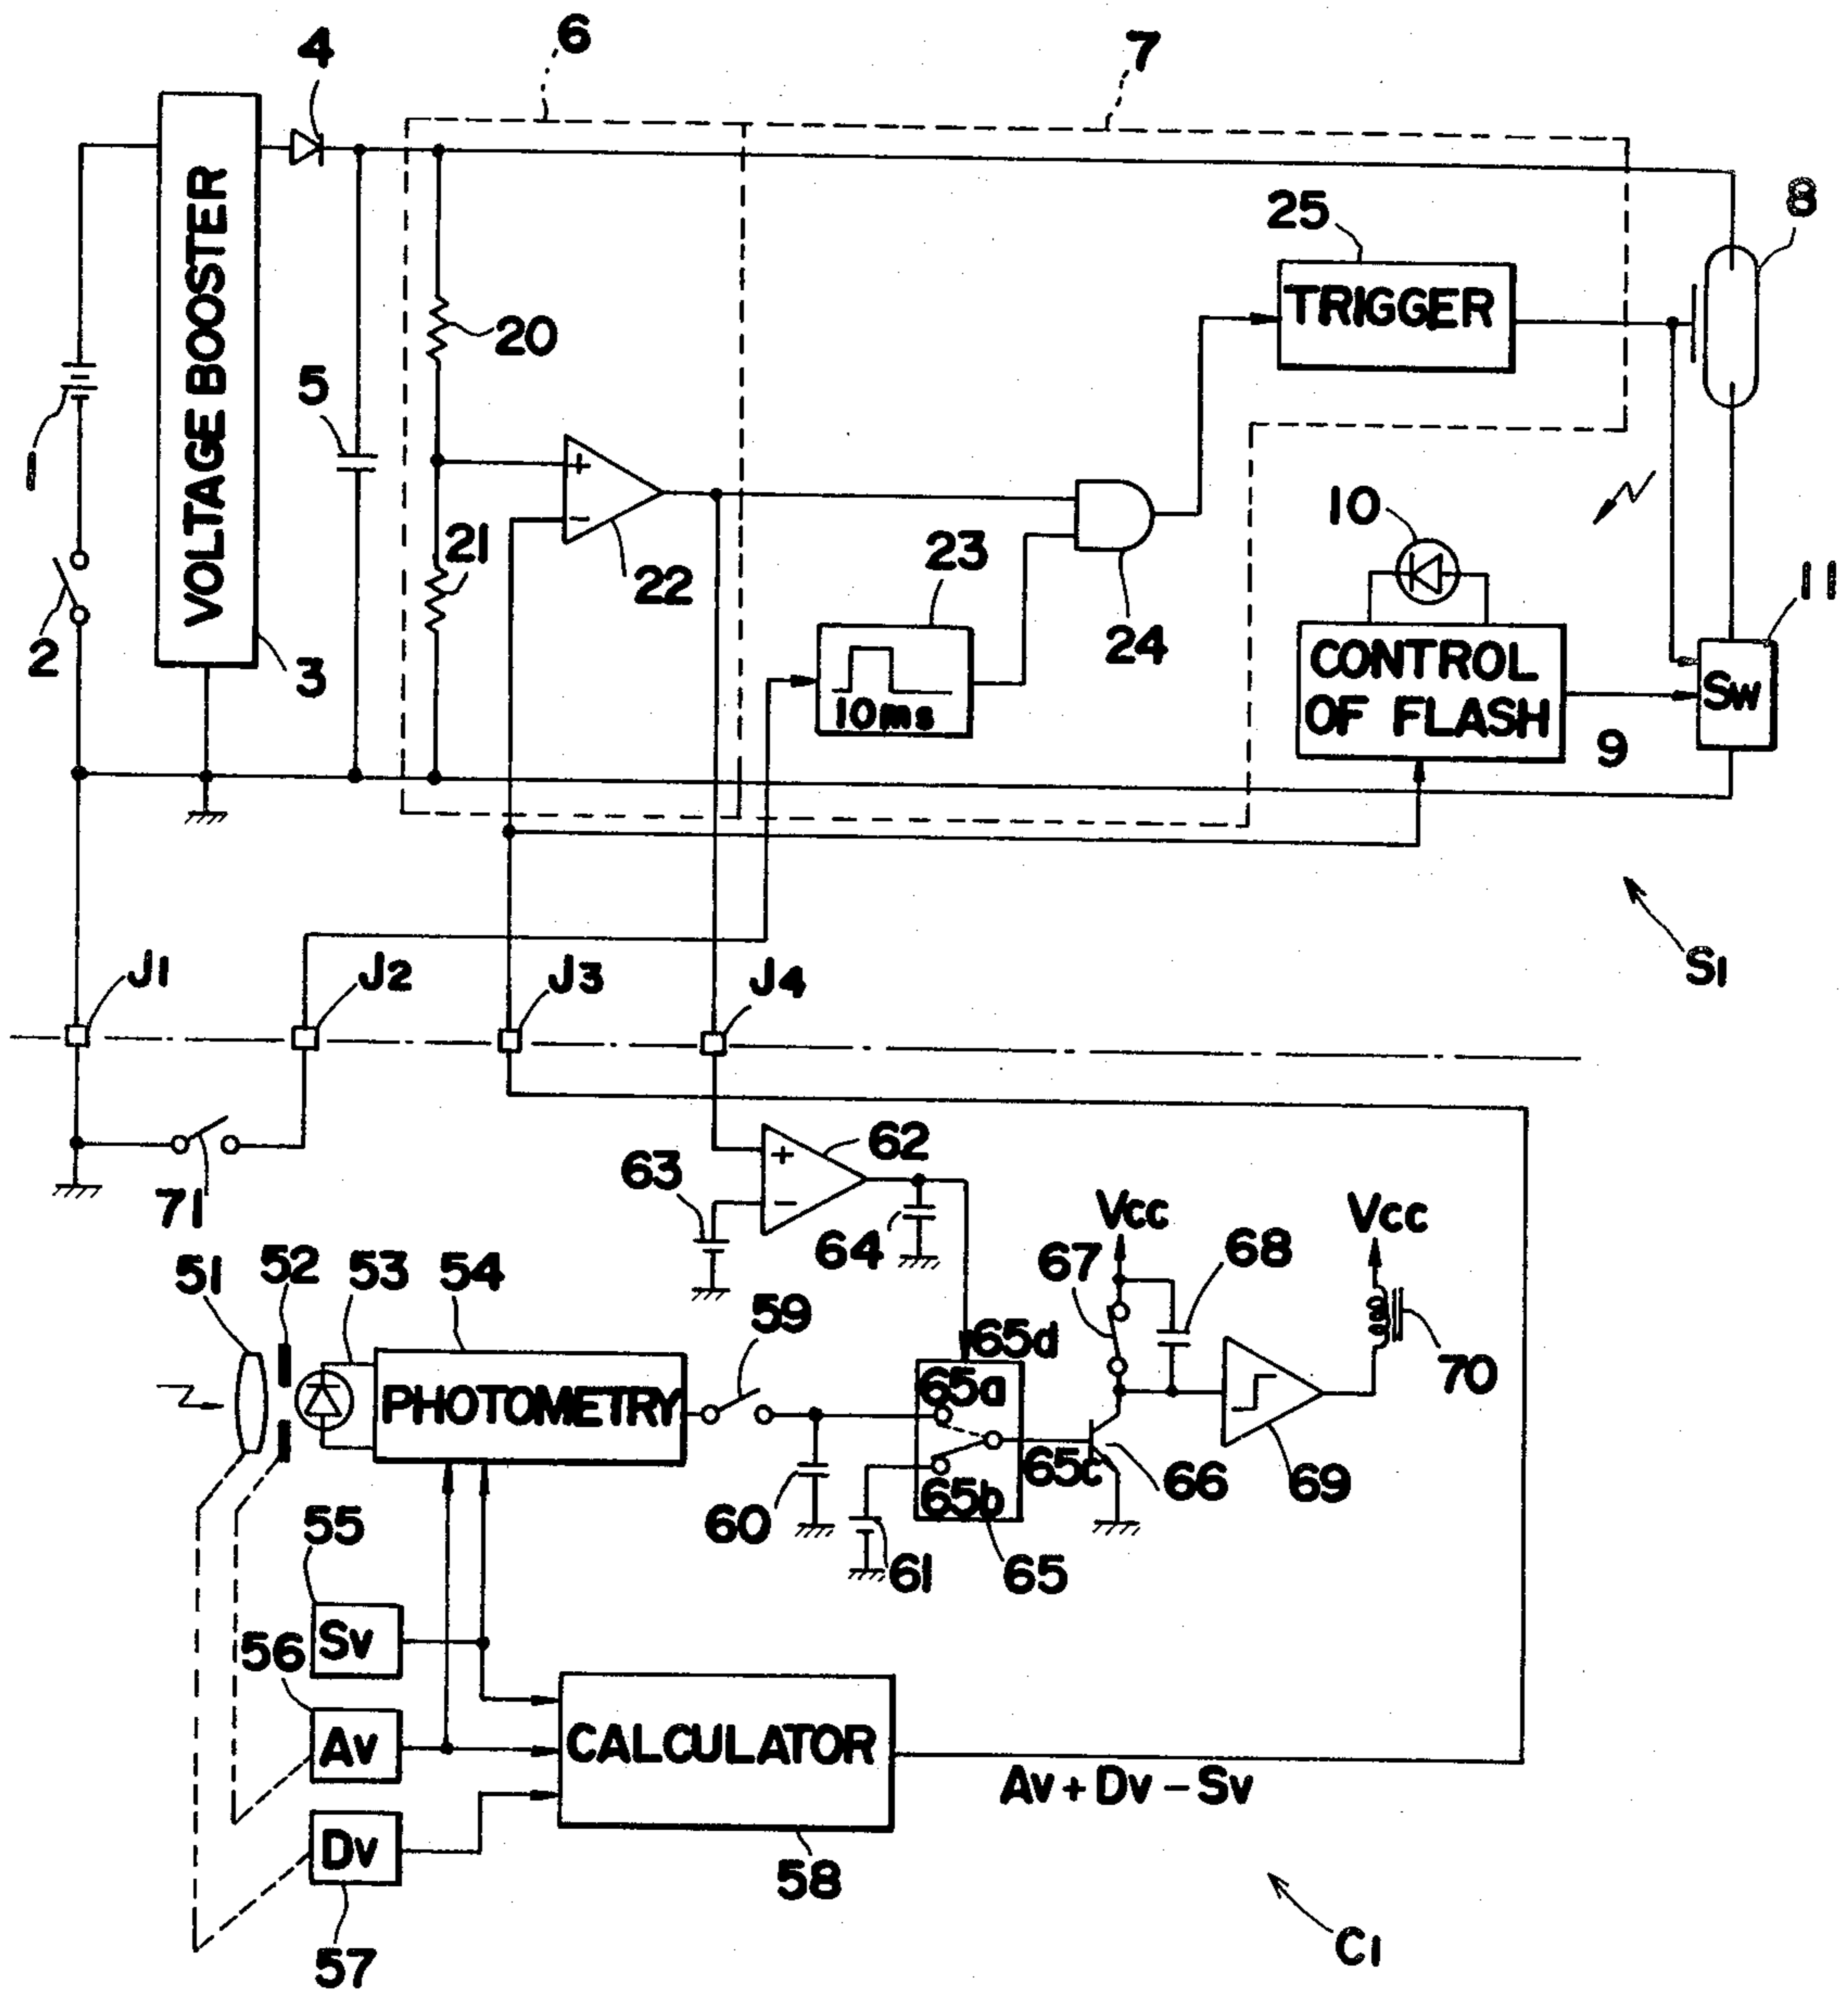 6
7
4
8
25
TRIGGER
VOLTAGE BOOSTER
20
5
1
+
-
22
21
23
10ms
24
10
CONTROL
OF FLASH
9
11
SW
2
3
S1
J1
J2
J3
J4
71
63
+
-
62
64
Vcc
Vcc
67
68
70
51
52
53
54
59
PHOTOMETRY
65d
65a
65c
65b
66
69
60
61
65
55
Sv
56
Av
CALCULATOR
Av + Dv - Sv
Dv
57
58
C1